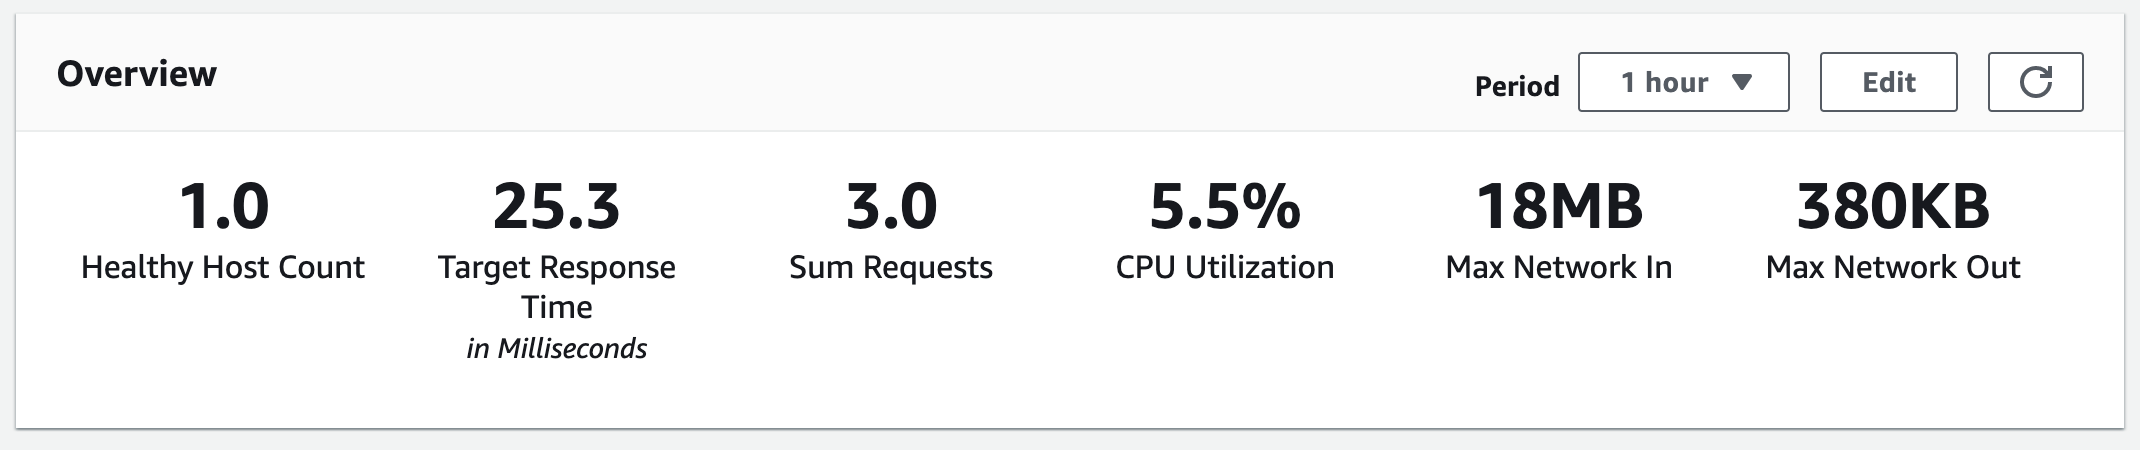 Overview
Period
1 hour
Edit
1.0
Healthy Host Count
25.3
Target Response
Time
in Milliseconds
3.0
Sum Requests
5.5%
CPU Utilization
18MB
Max Network In
380KB
Max Network Out